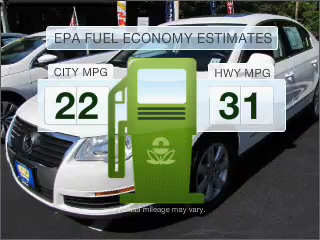 EPA FUEL ECONOMY ESTIMATES
CITY MPG
HWY MPG
22
31
Actual mileage may vary.